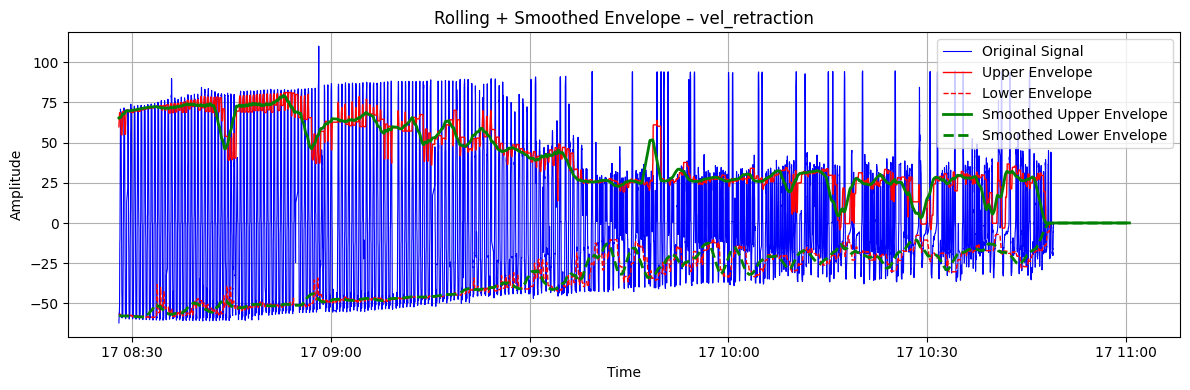 Rolling + Smoothed Envelope – vel_retraction
Original Signal
Upper Envelope
Lower Envelope
Smoothed Upper Envelope
Smoothed Lower Envelope
Amplitude
100
75
50
25
0
−25
−50
17 08:30
17 09:00
17 09:30
17 10:00
17 10:30
17 11:00
Time